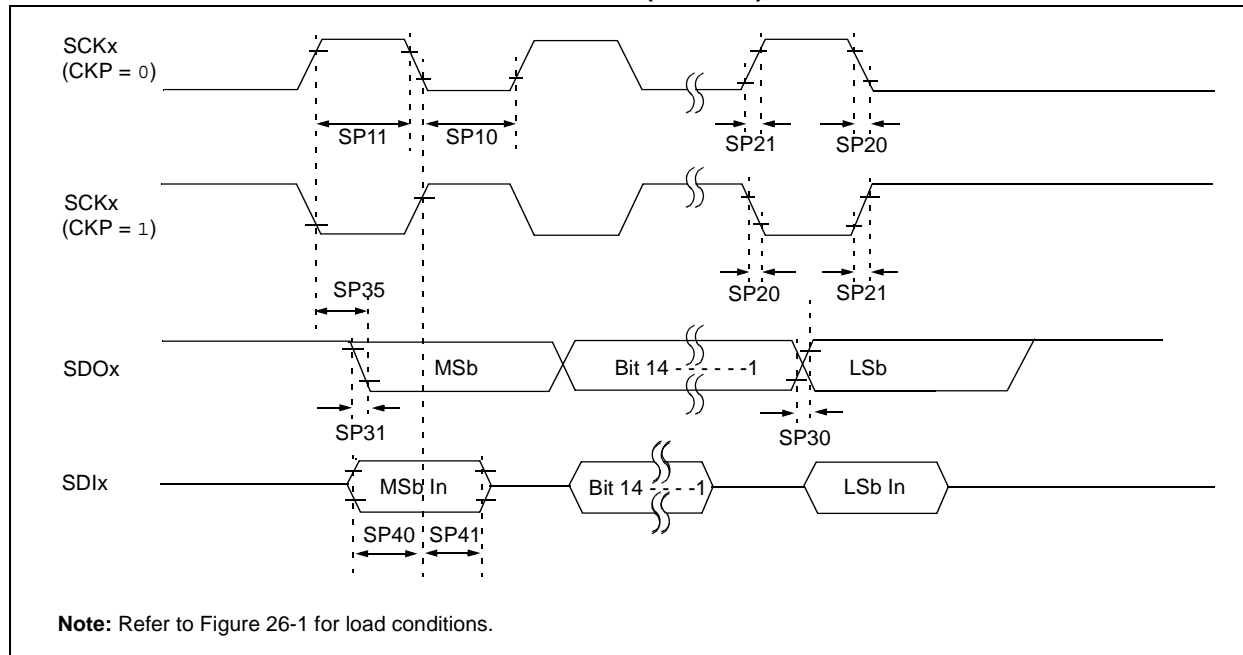 SCKx
(CKP = 0)
SP11
SP10
SP21
SP20
SCKx
(CKP = 1)
SP35
SP20
SP21
SDOx
MSb
Bit 14 - - - - - -1
LSb
SP31
SP30
SDIx
MSb In
Bit 14 - - - -1
LSb In
SP40
SP41
Note: Refer to Figure 26-1 for load conditions.